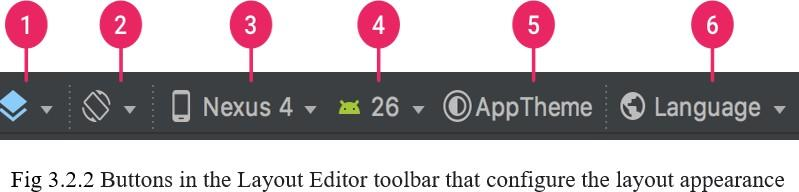 1 2 3 4 5 6
Nexus 4 26 AppTheme Language
Fig 3.2.2 Buttons in the Layout Editor toolbar that configure the layout appearance